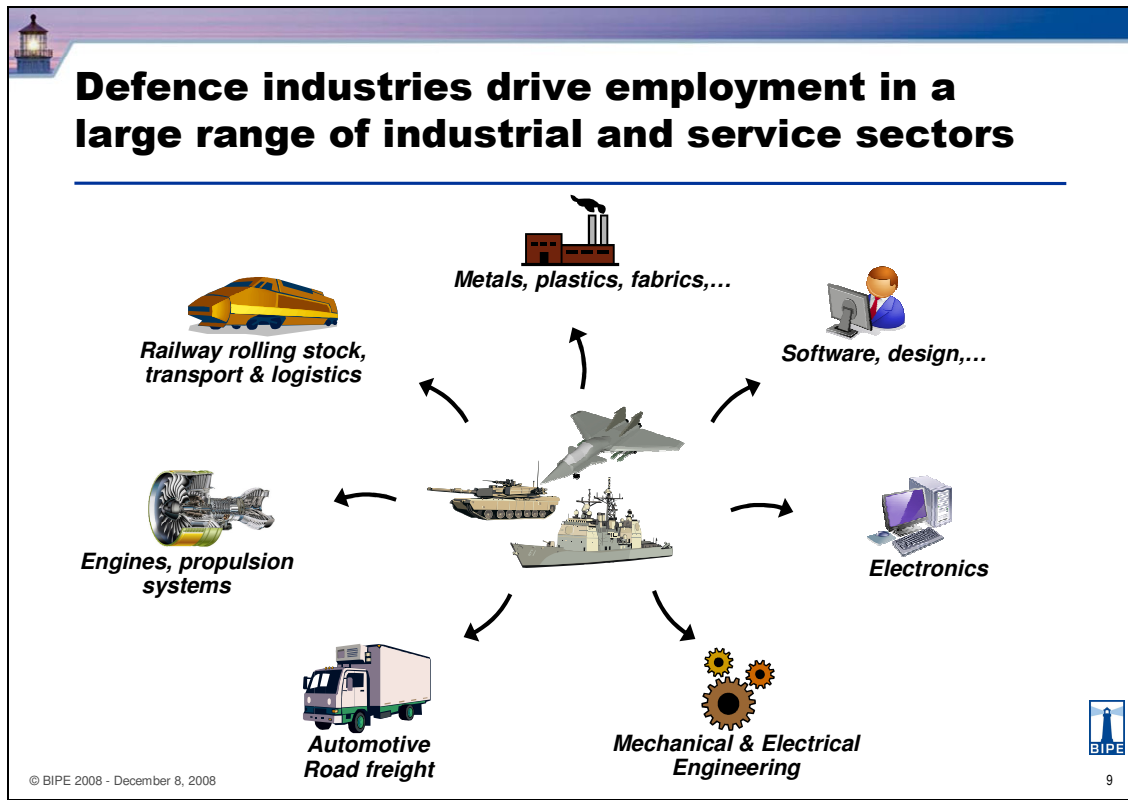 Defence industries drive employment in a
large range of industrial and service sectors
Metals, plastics, fabrics,…
Railway rolling stock,
transport & logistics
Software, design,…
Engines, propulsion
systems
Electronics
Automotive
Road freight
Mechanical & Electrical
Engineering
BIPE
© BIPE 2008 - December 8, 2008
9